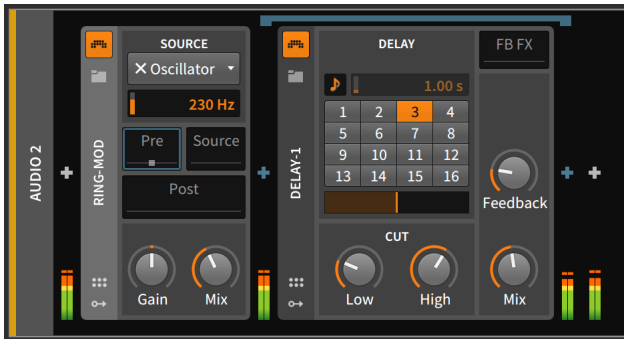 AUDIO 2
RING-MOD
SOURCE
Oscillator
230 Hz
Pre
Source
Post
Gain
Mix
DELAY-1
DELAY
1.00 s
1 2 3 4
5 6 7 8
9 10 11 12
13 14 15 16
CUT
Low
High
FB FX
Feedback
Mix